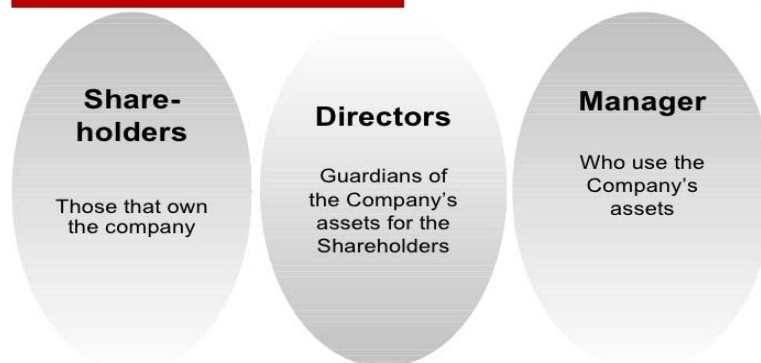 Share-
holders
Those that own
the company
Directors
Guardians of
the Company's
assets for the
Shareholders
Manager
Who use the
Company's
assets